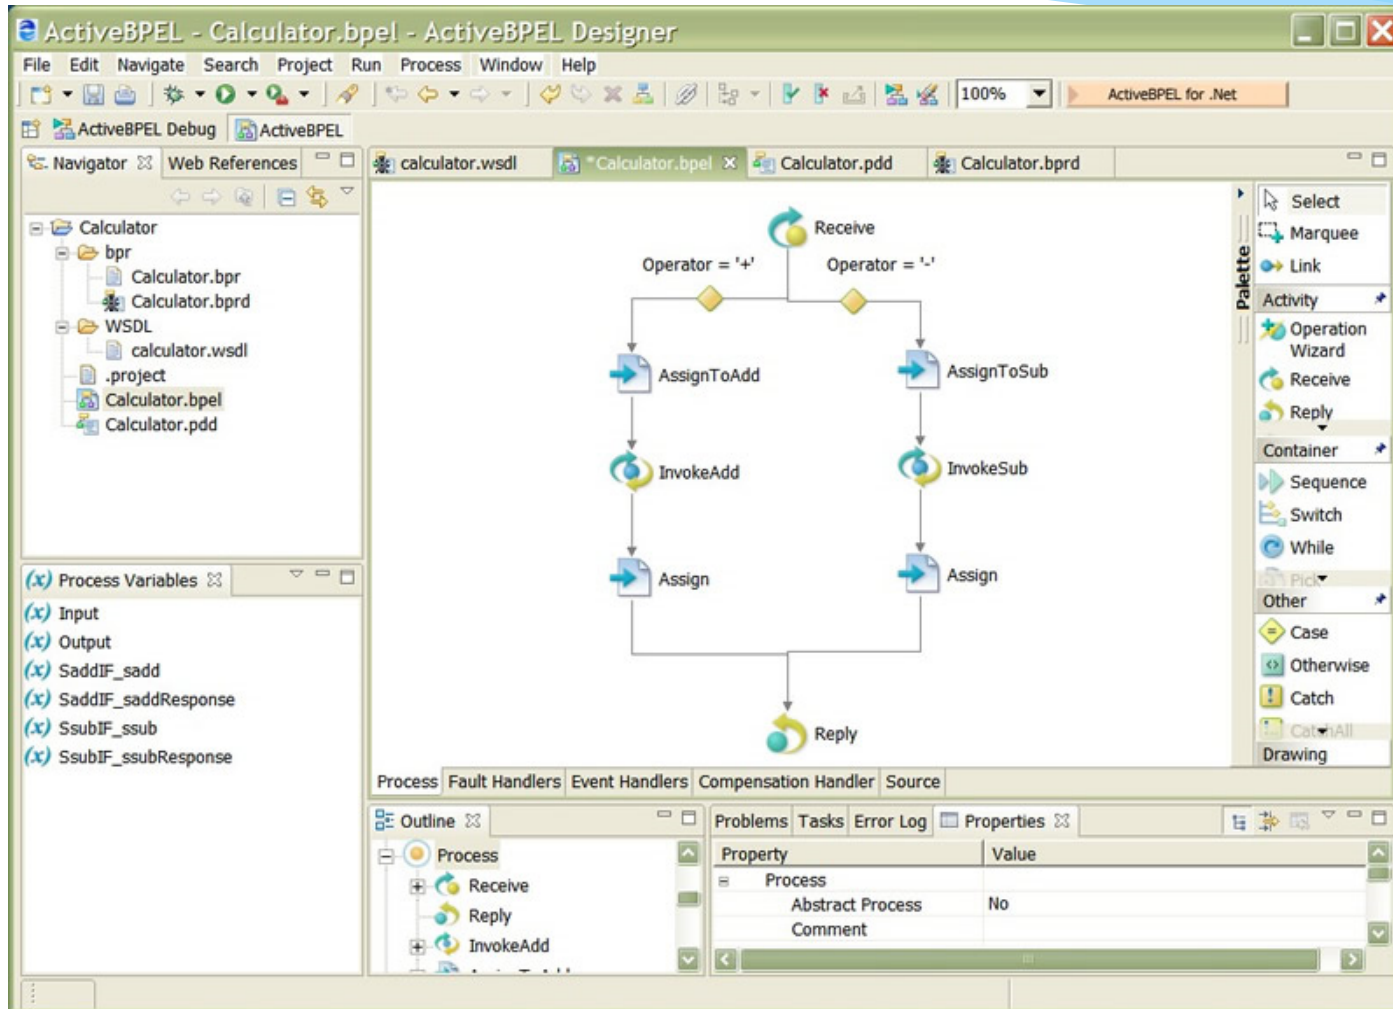 ActiveBPEL - Calculator.bpel - ActiveBPEL Designer
File Edit Navigate Search Project Run Process Window Help
100% ActiveBPEL for .Net
ActiveBPEL Debug ActiveBPEL
Navigator Web References
Calculator
bpr
Calculator.bpr
Calculator.bprd
WSDL
calculator.wsdl
.project
Calculator.bpel
Calculator.pdd
(x) Process Variables
(x) Input
(x) Output
(x) SaddIF_sadd
(x) SaddIF_saddResponse
(x) SsubIF_ssub
(x) SsubIF_ssubResponse
calculator.wsdl *Calculator.bpel Calculator.pdd Calculator.bprd
Receive
Operator = '+' Operator = '-'
AssignToAdd AssignToSub
InvokeAdd InvokeSub
Assign Assign
Reply
Process Fault Handlers Event Handlers Compensation Handler Source
Palette
Select
Marquee
Link
Activity
Operation
Wizard
Receive
Reply
Container
Sequence
Switch
While
Pick
Other
Case
Otherwise
Catch
CatchAll
Drawing
Outline
Process
Receive
Reply
InvokeAdd
Problems Tasks Error Log Properties
Property Value
Process
Abstract Process No
Comment